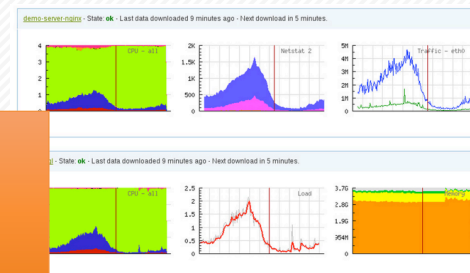 demo-server-nginx - State: ok - Last data downloaded 9 minutes ago - Next download in 5 minutes.
CPU - all
4
3
2
1
0
Netstat 2
2K
1.5K
1K
500
0
Traffic - eth0
5M
4M
3M
2M
1M
0
- State: ok - Last data downloaded 9 minutes ago - Next download in 5 minutes.
CPU - all
Load
2.5
2
1.5
1
0.5
0
Memory
3.7G
2.8G
1.9G
954M
0